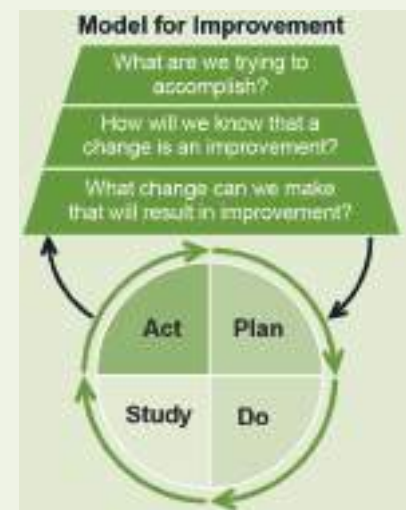 Model for Improvement
What are we trying to
accomplish?
How will we know that a
change is an improvement?
What change can we make
that will result in improvement?
Act
Plan
Study
Do